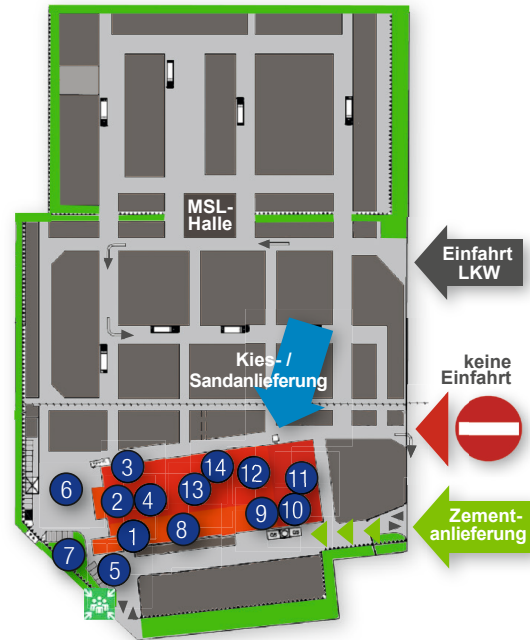 MSL-
Halle
Einfahrt
LKW
Kies- /
Sandanlieferung
keine
Einfahrt
3
14
12
11
6
2
4
13
9
10
Zement-
anlieferung
1
8
7
5